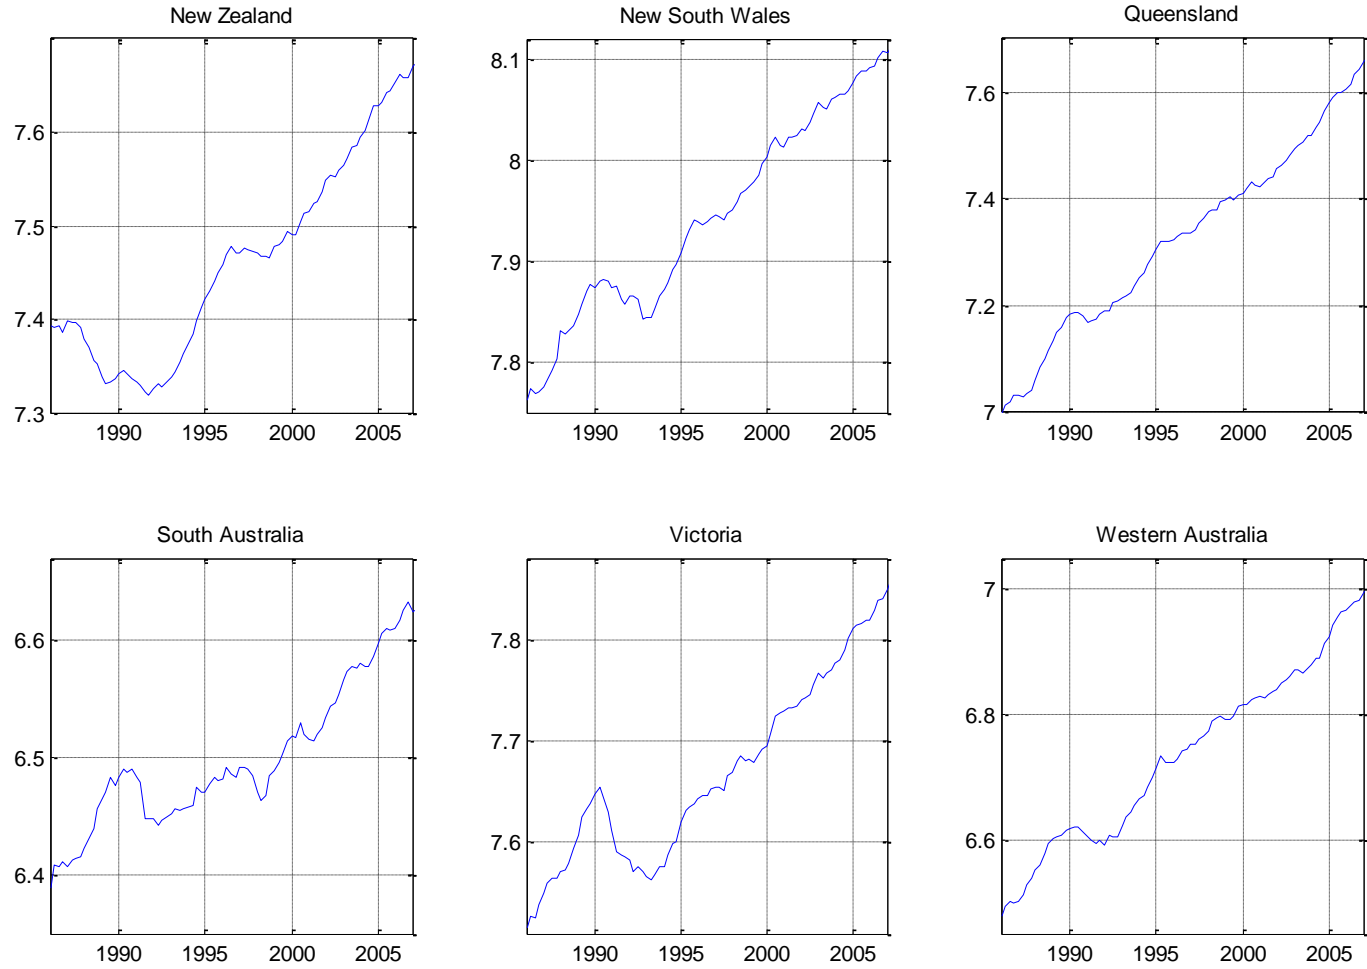 New Zealand
7.6
7.5
7.4
7.3
1990 1995 2000 2005
New South Wales
8.1
8
7.9
7.8
1990 1995 2000 2005
Queensland
7.6
7.4
7.2
7
1990 1995 2000 2005
South Australia
6.6
6.5
6.4
1990 1995 2000 2005
Victoria
7.8
7.7
7.6
1990 1995 2000 2005
Western Australia
7
6.8
6.6
1990 1995 2000 2005